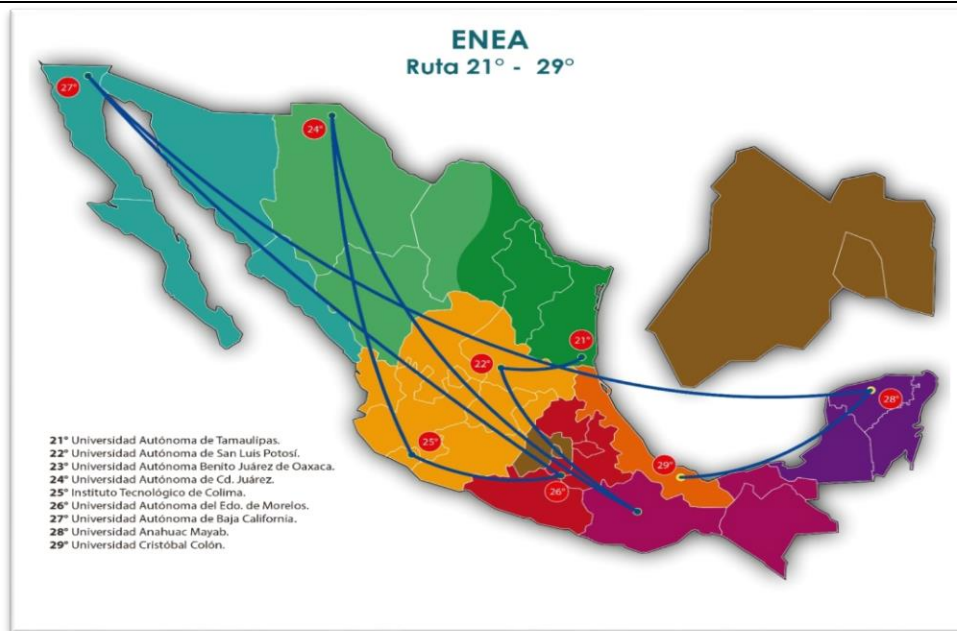 ENEA
Ruta 21° - 29°
27°
24°
21°
22°
28°
25°
29°
26°
21° Universidad Autónoma de Tamaulípas.
22° Universidad Autónoma de San Luis Potosí.
23° Universidad Autónoma Benito Juárez de Oaxaca.
24° Universidad Autónoma de Cd. Juárez.
25° Instituto Tecnológico de Colima.
26° Universidad Autónoma del Edo. de Morelos.
27° Universidad Autónoma de Baja California.
28° Universidad Anahuac Mayab.
29° Universidad Cristóbal Colón.